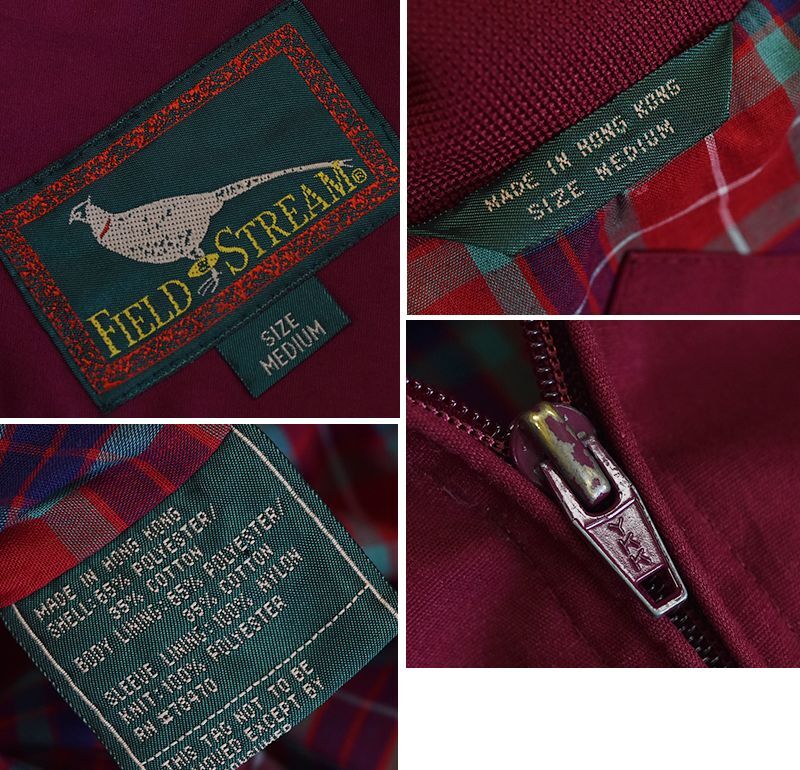 FIELD & STREAM®
SIZE
MEDIUM
MADE IN HONG KONG
SIZE MEDIUM
MADE IN HONG KONG
SHELL: 65% POLYESTER/
35% COTTON
BODY LINING: 65% POLYESTER/
35% COTTON
SLEEVE LINING: 100% NYLON
KNIT: 100% POLYESTER
RN #78470
THIS TAG NOT TO BE
EXCEPT BY
YKK